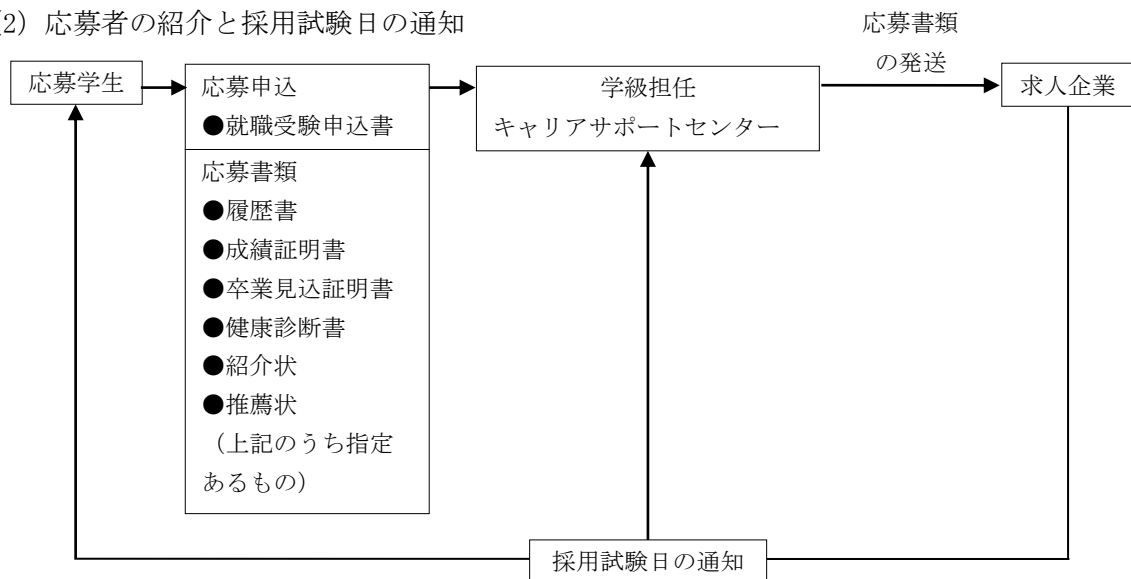 (2) 応募者の紹介と採用試験日の通知
応募書類
の発送
応募学生
応募申込
●就職受験申込書
応募書類
●履歴書
●成績証明書
●卒業見込証明書
●健康診断書
●紹介状
●推薦状
（上記のうち指定
あるもの）
学級担任
キャリアサポートセンター
求人企業
採用試験日の通知